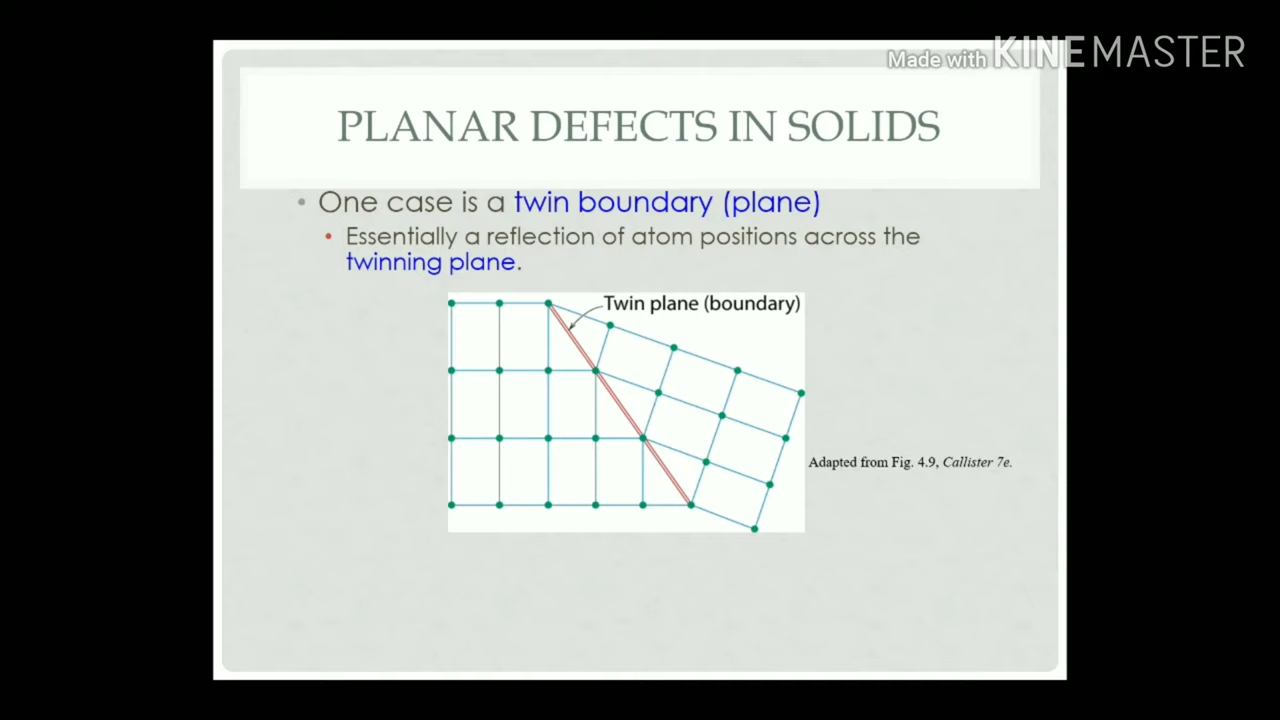 Made with KINEMASTER
PLANAR DEFECTS IN SOLIDS
• One case is a twin boundary (plane)
• Essentially a reflection of atom positions across the
twinning plane.
Twin plane (boundary)
Adapted from Fig. 4.9, Callister 7e.